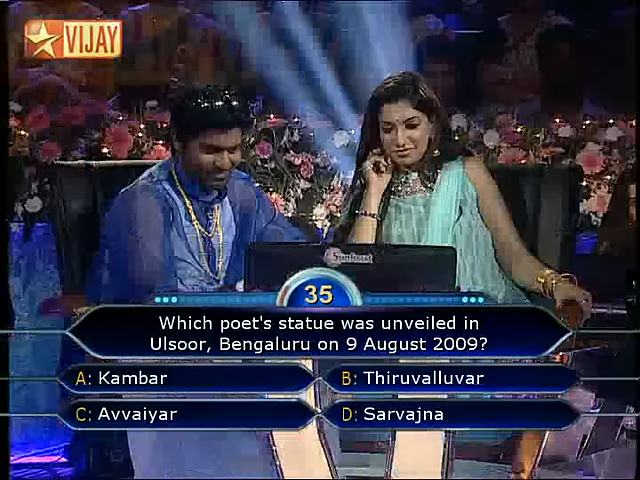 VIJAY
35
Which poet's statue was unveiled in
Ulsoor, Bengaluru on 9 August 2009?
A: Kambar
B: Thiruvalluvar
C: Avvaiyar
D: Sarvajna